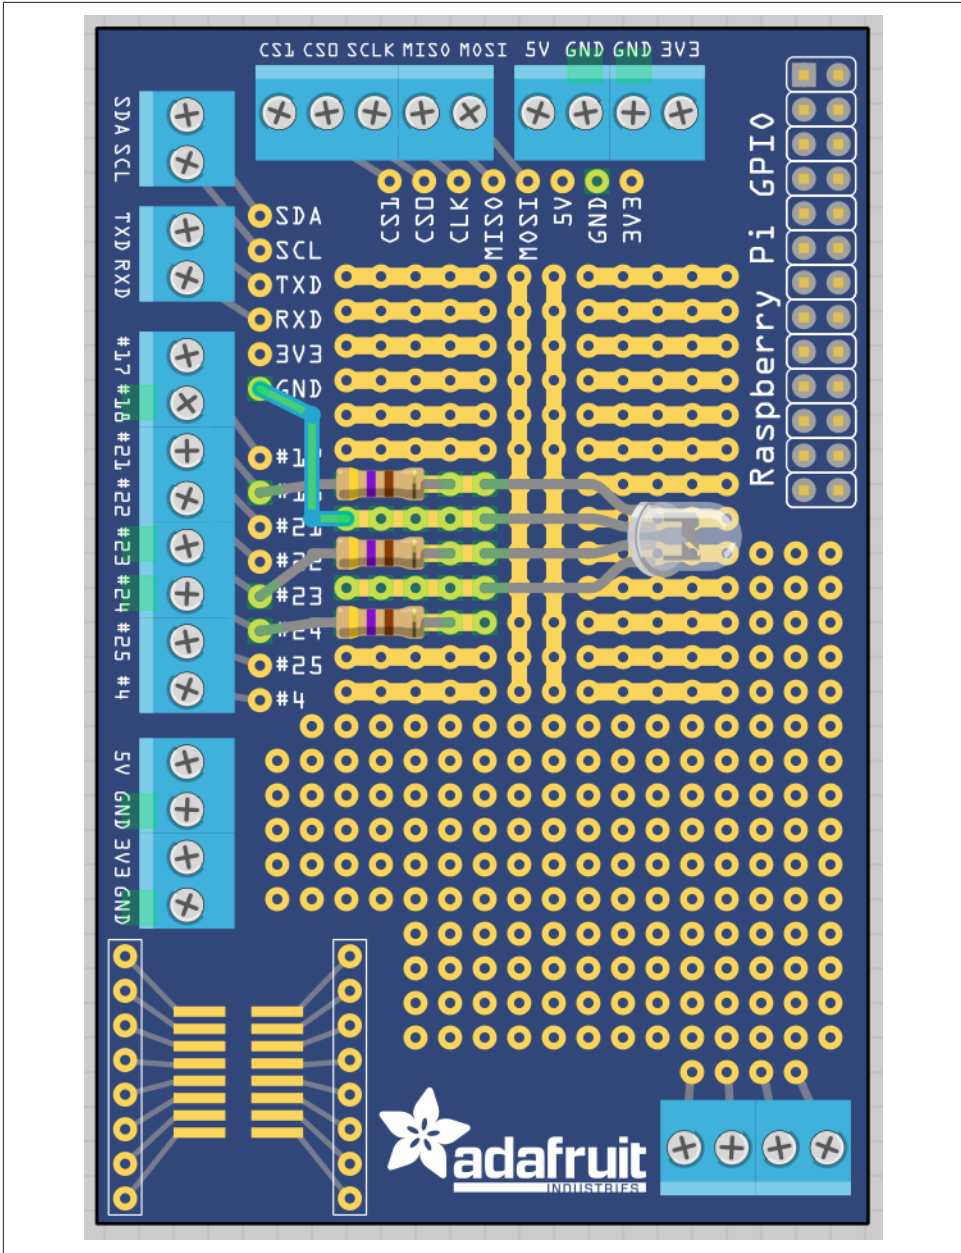 CS1 CS0 SCLK MISO MOSI 5V GND GND 3V3
SDA SCL
TXD RXD
#17 #18 #21 #22 #23 #24 #25 #4
5V GND 3V3 GND
CS1
CS0
CLK
MISO
MOSI
5V
GND
3V3
SDA
SCL
TXD
RXD
3V3
GND
#21
#23
#24
#25
#4
Raspberry Pi GPIO
adafruit
INDUSTRIES